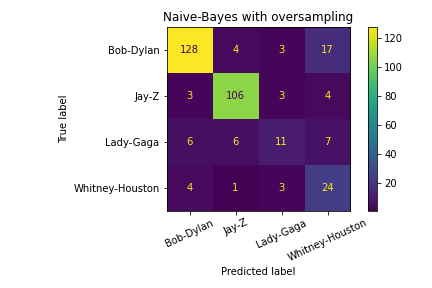 Naive-Bayes with oversampling
Bob-Dylan 128 4 3 17
Jay-Z 3 106 3 4
Lady-Gaga 6 6 11 7
Whitney-Houston 4 1 3 24
Bob-Dylan Jay-Z Lady-Gaga Whitney-Houston
True label
Predicted label
120
100
80
60
40
20